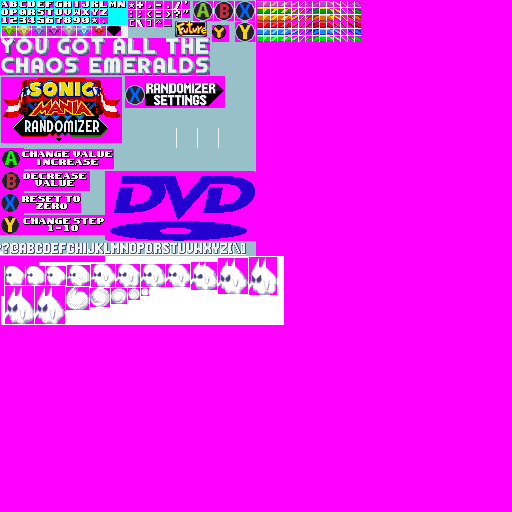 ABCDEFGHIJKLMN
OPQRSTUVWXYZ
1234567890*.
A B X
Future Y Y
YOU GOT ALL THE
CHAOS EMERALDS
SONIC
MANIA
RANDOMIZER
X RANDOMIZER
SETTINGS
A CHANGE VALUE
INCREASE
B DECREASE
VALUE
X RESET TO
ZERO
Y CHANGE STEP
1-10
DVD
?@ABCDEFGHIJKLMNOPQRSTUVWXYZ[\]